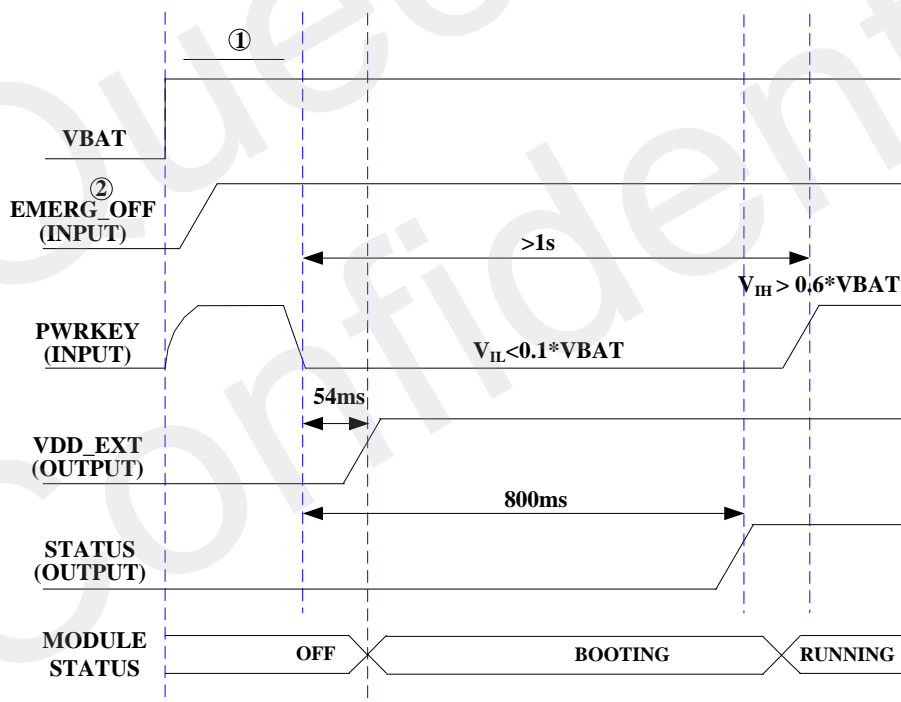 ①
VBAT
②
EMERG_OFF
(INPUT)
>1s
V_IH > 0.6*VBAT
PWRKEY
(INPUT)
V_IL<0.1*VBAT
54ms
VDD_EXT
(OUTPUT)
800ms
STATUS
(OUTPUT)
MODULE
STATUS
OFF
BOOTING
RUNNING